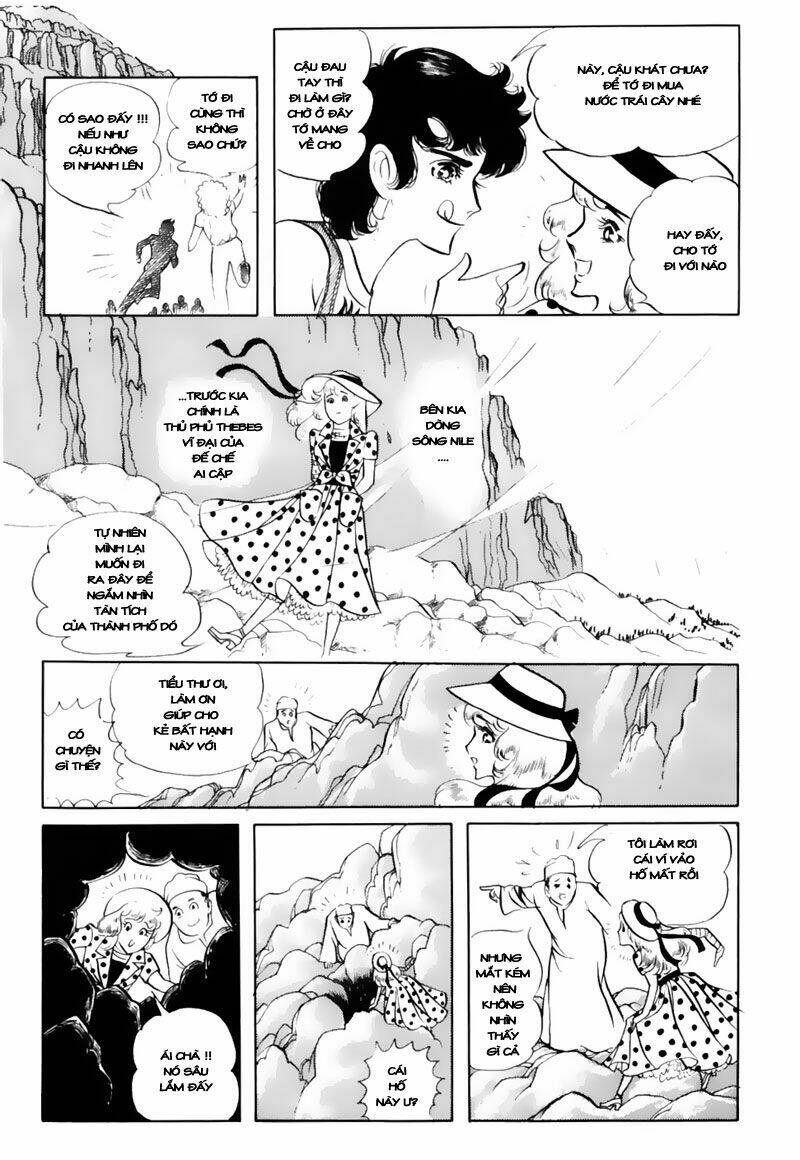 NÀY, CẬU KHÁT CHƯA?
ĐỂ TỚ ĐI MUA
NƯỚC TRÁI CÂY NHÉ
HAY ĐẤY,
CHO TỚ
ĐI VỚI NÀO
CẬU ĐAU
TAY THÌ
ĐI LÀM GÌ?
CHỜ Ở ĐÂY
TỚ MANG
VỀ CHO
TỚ ĐI
CÙNG THÌ
KHÔNG
SAO CHỨ?
CÓ SAO ĐẤY !!!
NẾU NHƯ
CẬU KHÔNG
ĐI NHANH LÊN
BÊN KIA
DÒNG
SÔNG NILE
....
...TRƯỚC KIA
CHÍNH LÀ
THỦ PHỦ THEBES
VĨ ĐẠI CỦA
ĐẾ CHẾ
AI CẬP
TỰ NHIÊN
MÌNH LẠI
MUỐN ĐI
RA ĐÂY ĐỂ
NGẮM NHÌN
TÀN TÍCH
CỦA THÀNH PHỐ DÓ
TIỂU THƯ ƠI,
LÀM ƠN
GIÚP CHO
KẺ BẤT HẠNH
NÀY VỚI
CÓ
CHUYỆN
GÌ THẾ?
TÔI LÀM RƠI
CÁI VÍ VÀO
HỐ MẤT RỒI
NHƯNG
MẮT KÉM
NÊN
KHÔNG
NHÌN
THẤY
GÌ CẢ
CÁI
HỐ
NÀY Ư?
ÁI CHÀ !!
NÓ SÂU
LẮM ĐẤY